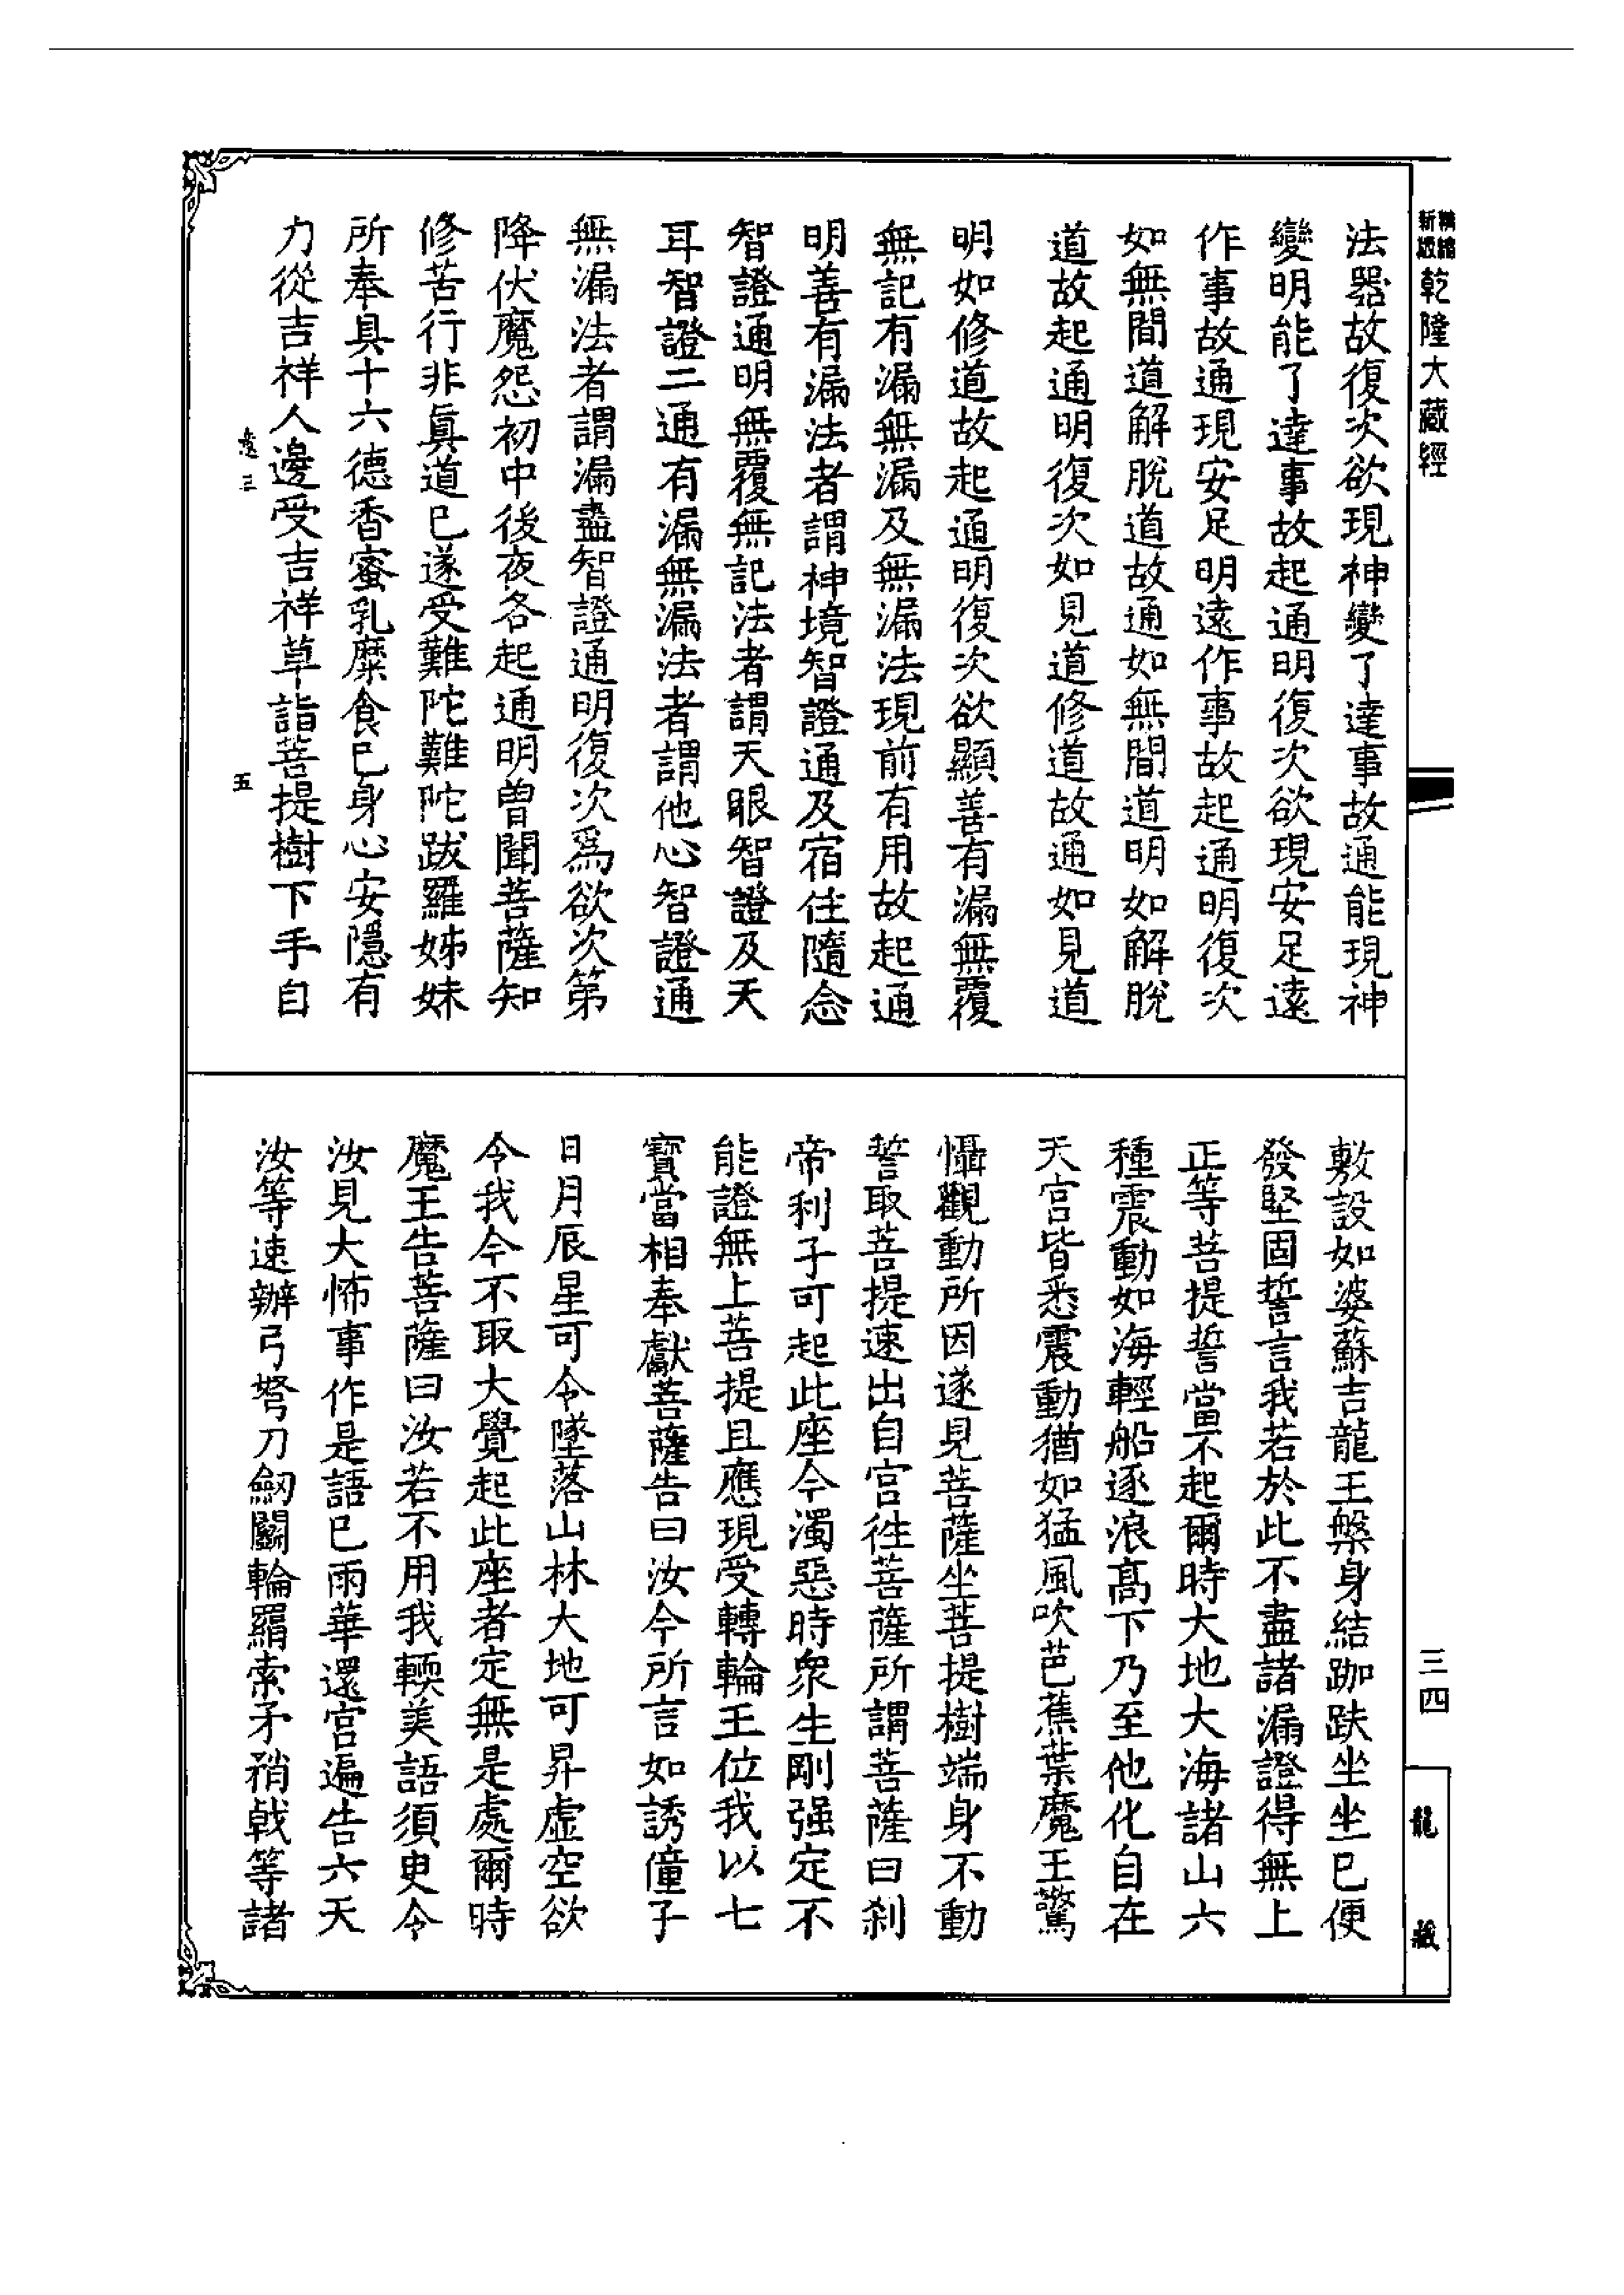 新版
乾隆大藏經
法器故復次欲現神變了達事故通能現神
變明能了達事故起通明復次欲現安足遠
作事故通現安足明遠作事故起通明復次
如無間道解脫道故通如無間道明如解脫
道故起通明復次如見道修道故通如見道
明如修道故起通明復次欲顯善有漏無覆
無記有漏無漏及無漏法現前有用故起通
明善有漏法者謂神境智證通及宿住隨念
智證通明無覆無記法者謂天眼智證及天
耳智證二通有漏無漏法者謂他心智證通
無漏法者謂漏盡智證通明復次爲欲次第
降伏魔怨初中後夜各起通明曾聞菩薩知
修苦行非眞道已遂受難陀難陀跋羅姊妹
所奉具十六德香蜜乳糜食已身心安隱有
力從吉祥人邊受吉祥草詣菩提樹下手自
三
五
敷設如婆蘇吉龍王槃身結跏趺坐坐已便
發堅固誓言我若於此不盡諸漏證得無上
正等菩提誓當不起爾時大地大海諸山六
種震動如海輕船逐浪髙下乃至他化自在
天宮皆悉震動猶如猛風吹芭蕉葉魔王驚
懾觀動所因遂見菩薩坐菩提樹端身不動
誓取菩提速出自宮徃菩薩所謂菩薩曰刹
帝利子可起此座今濁惡時衆生剛强定不
能證無上菩提且應現受轉輪王位我以七
寶當相奉獻菩薩告曰汝今所言如誘僮子
日月辰星可令墜落山林大地可昇虛空欲
令我今不取大覺起此座者定無是處爾時
魔王告菩薩曰汝若不用我輭美語須臾令
汝見大怖事作是語已雨華還宮遍告六天
汝等速辦弓弩刀劒鬬輪羂索矛矟戟等諸
三四
龍藏